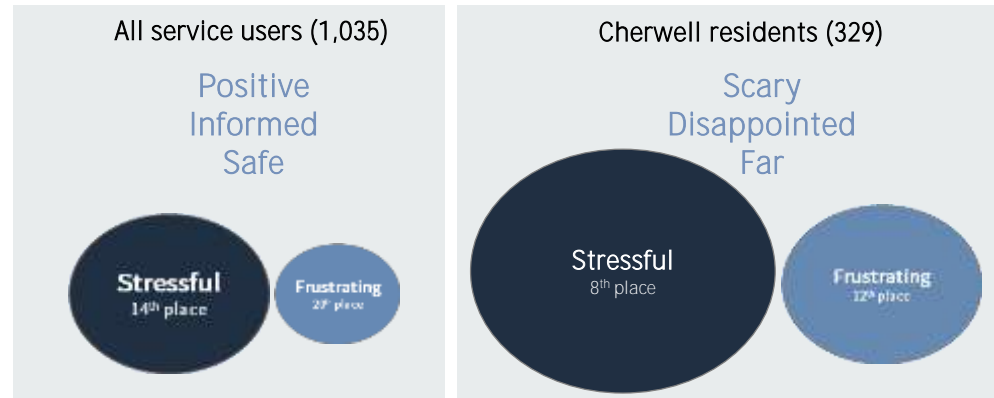 All service users (1,035)
Positive
Informed
Safe
Stressful
14th place
Frustrating
place
Cherwell residents (329)
Scary
Disappointed
Far
Stressful
8th place
Frustrating
12th place